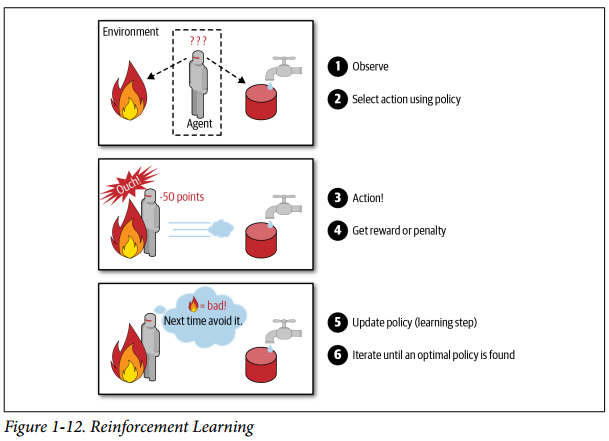 Environment
? ? ?
Agent
1 Observe
2 Select action using policy
Ouch!
-50 points
3 Action!
4 Get reward or penalty
= bad!
Next time avoid it.
5 Update policy (learning step)
6 Iterate until an optimal policy is found
Figure 1-12. Reinforcement Learning